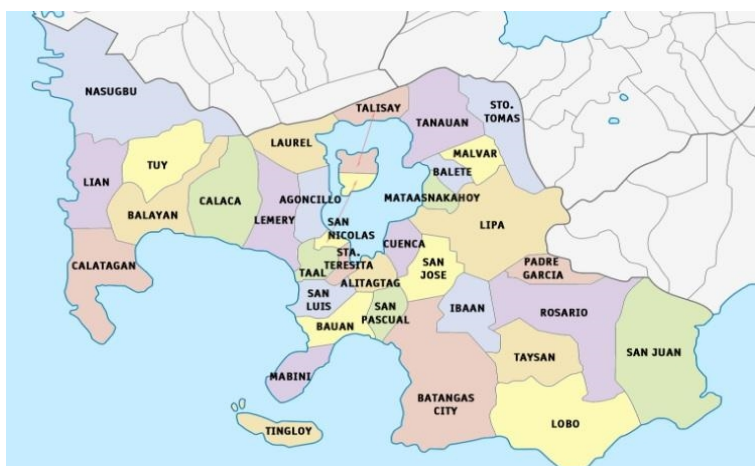 NASUGBU
TALISAY
STO.
TOMAS
TANAUAN
LAUREL
MALVAR
TUY
BALETE
LIAN
AGONCILLO
CALACA
MATAASNAKAHOY
BALAYAN
LEMERY
SAN
NICOLAS
LIPA
CUENCA
STA.
TERESITA
CALATAGAN
TAAL
SAN
JOSE
PADRE
GARCIA
ALITAGTAG
SAN
LUIS
SAN
PASCUAL
IBAAN
ROSARIO
BAUAN
SAN JUAN
TAYSAN
MABINI
BATANGAS
CITY
LOBO
TINGLOY